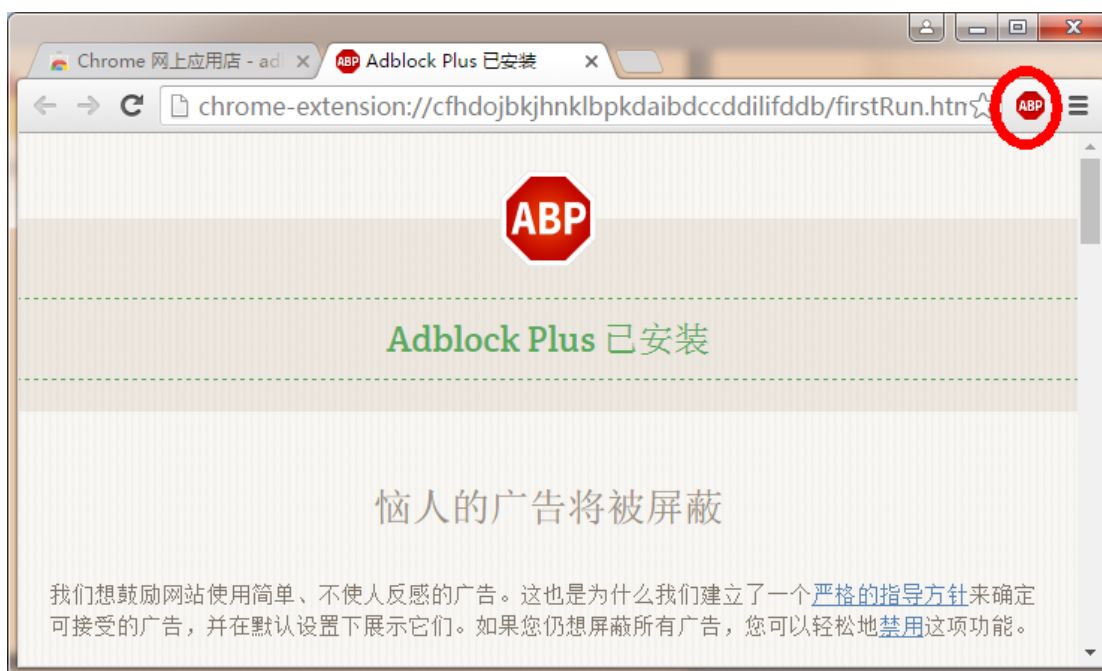 Chrome 网上应用店 - ad
ABP Adblock Plus 已安装
chrome-extension://cfhdojbkjhnklbpkdaibdccddilifddb/firstRun.htm
ABP
ABP
Adblock Plus 已安装
恼人的广告将被屏蔽
我们想鼓励网站使用简单、不使人反感的广告。这也是为什么我们建立了一个严格的指导方针来确定
可接受的广告，并在默认设置下展示它们。如果您仍想屏蔽所有广告，您可以轻松地禁用这项功能。